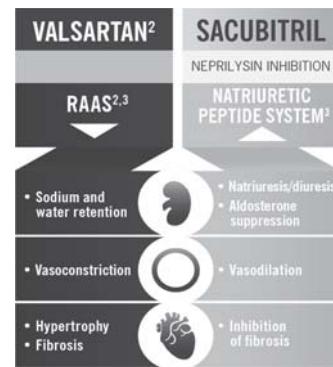 VALSARTAN²
SACUBITRIL
NEPRILYSIN INHIBITION
RAAS²,³
NATRIURETIC
PEPTIDE SYSTEM³
• Sodium and
water retention
• Natriuresis/diuresis
• Aldosterone
suppression
• Vasoconstriction
• Vasodilation
• Hypertrophy
• Fibrosis
• Inhibition
of fibrosis